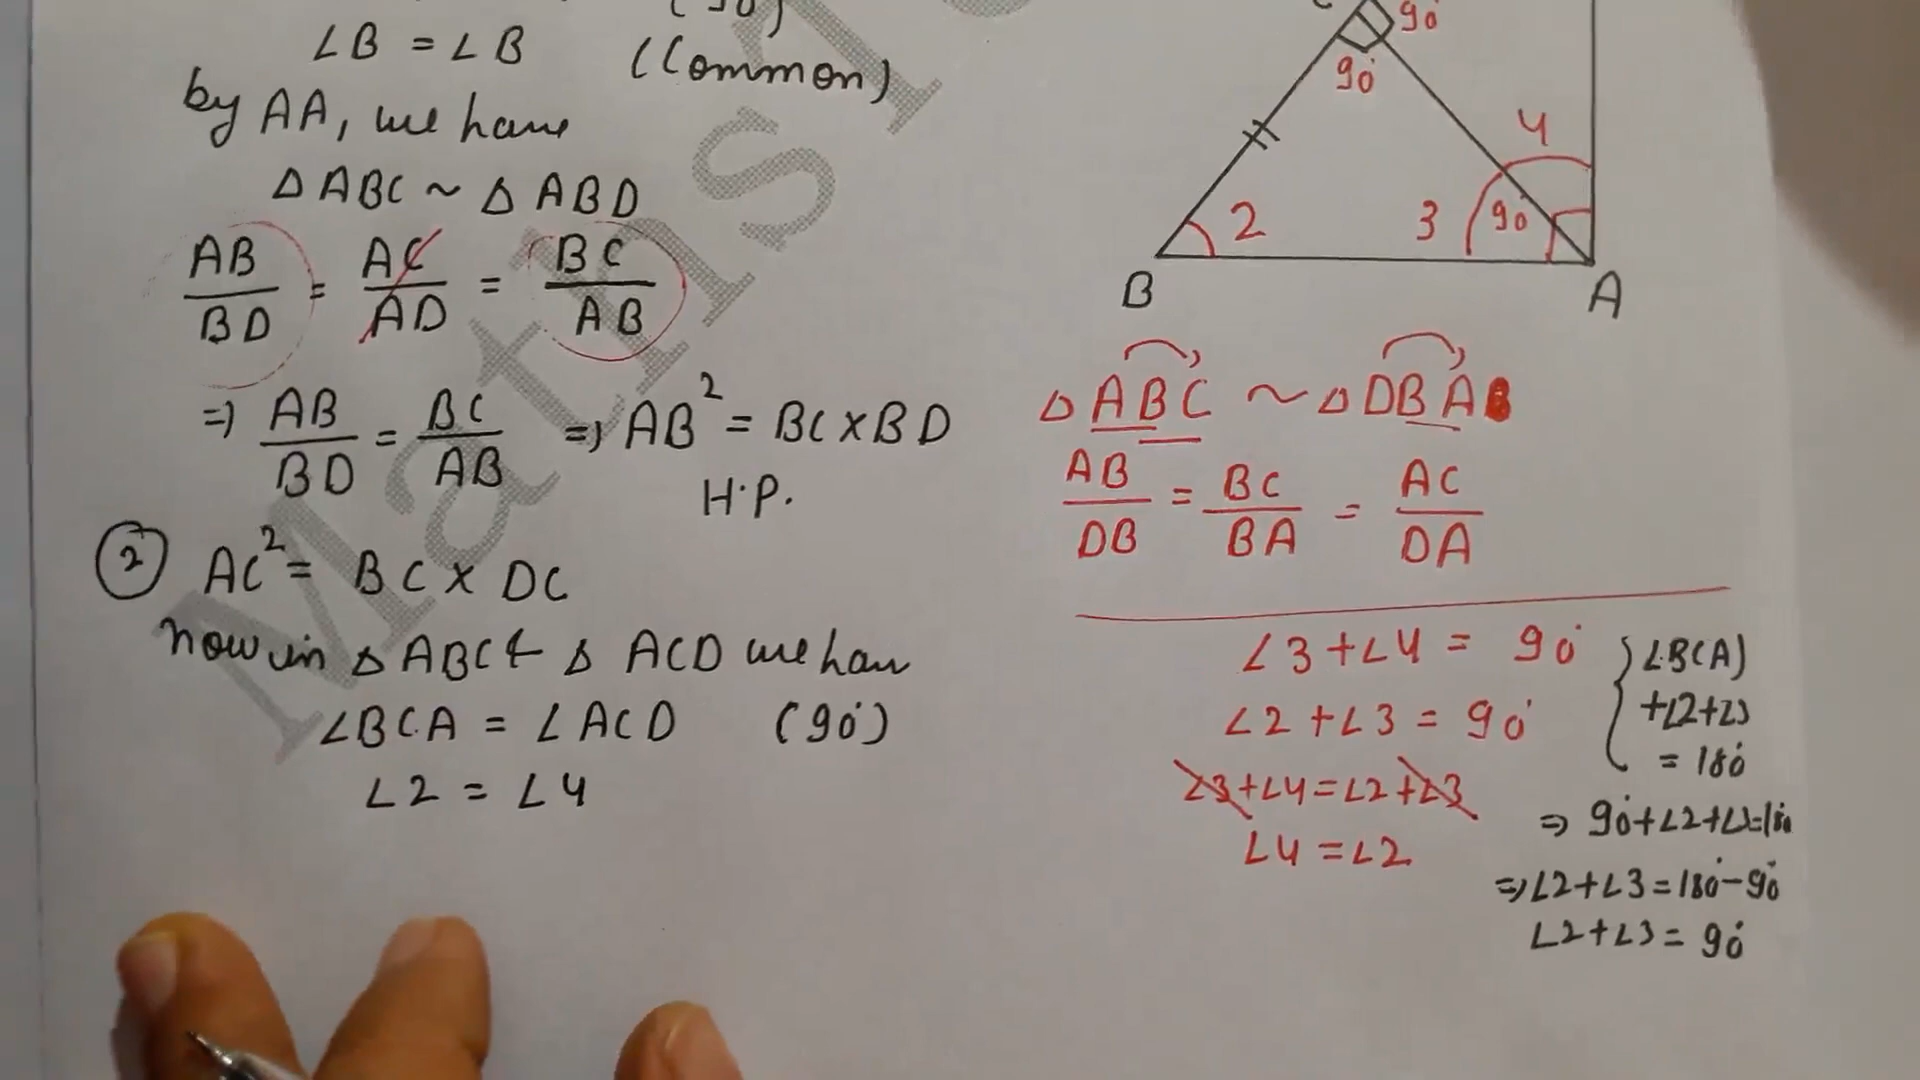 ∠B = ∠B (Common)
by AA, we have
Δ ABC ~ Δ ABD
AB/BD = AC/AD = BC/AB
=) AB/BD = BC/AB =) AB² = BC x BD
H.P.
② AC² = BC x DC
now in Δ ABC & Δ ACD we hav
∠BCA = ∠ACD (90°)
∠2 = ∠4
90°
90°
4
2
3
90°
B
A
Δ ABC ~ Δ DBA
AB/DB = BC/BA = AC/DA
∠3+∠4 = 90°
∠2+∠3 = 90°
∠3+∠4=∠2+∠3
∠4=∠2
∠BCA)
+∠2+∠3
= 180°
=) 90°+∠2+∠3=180
=) ∠2+∠3=180°-90°
∠2+∠3= 90°
Maths